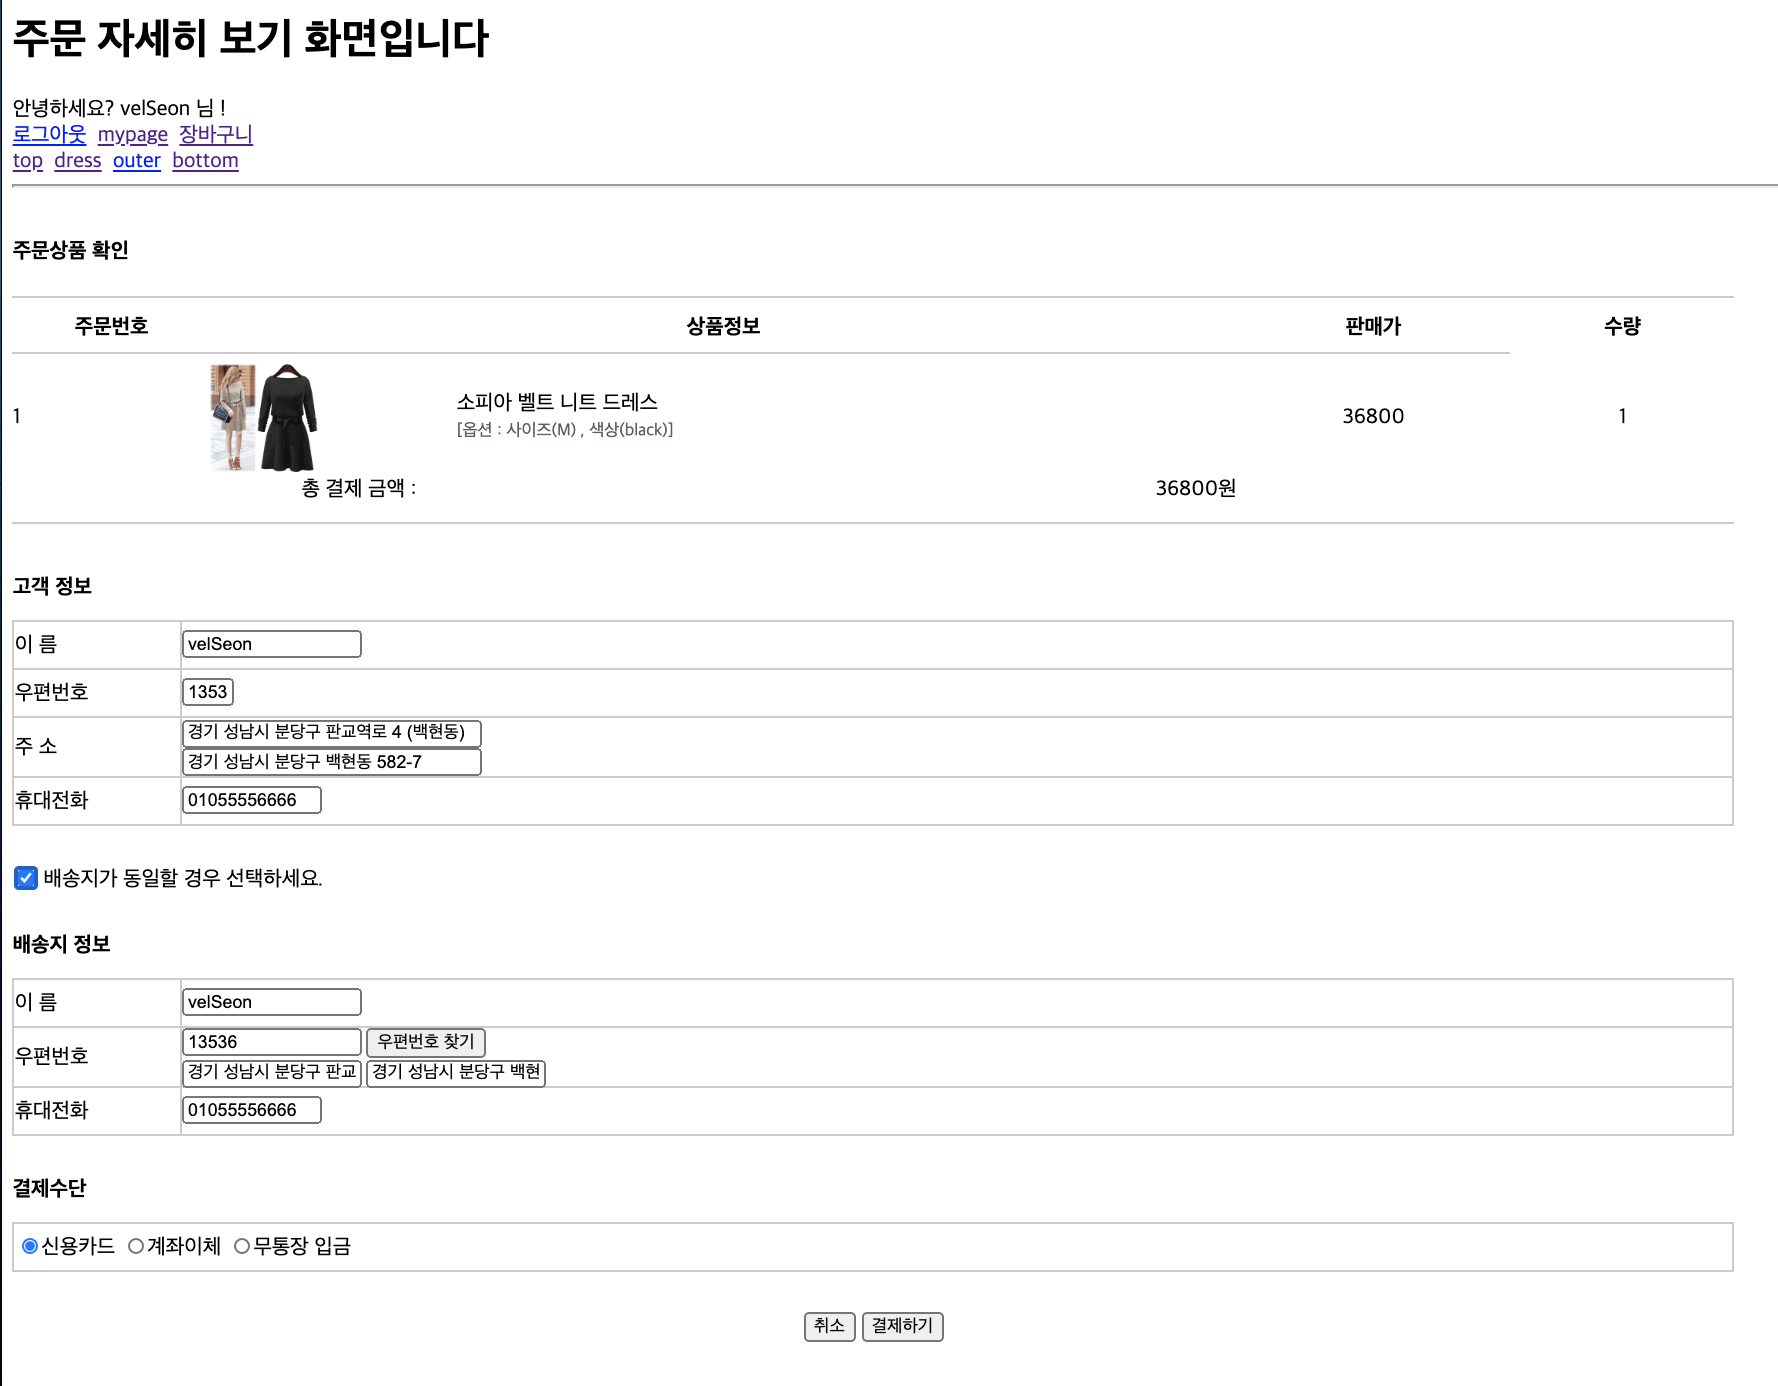 주문 자세히 보기 화면입니다
안녕하세요? velSeon 님 !
로그아웃 mypage 장바구니
top dress outer bottom
주문상품 확인
주문번호 상품정보 판매가 수량
1 소피아 벨트 니트 드레스 36800 1
[옵션 : 사이즈(M) , 색상(black)]
총 결제 금액 : 36800원
고객 정보
이 름 velSeon
우편번호 1353
주 소 경기 성남시 분당구 판교역로 4 (백현동)
경기 성남시 분당구 백현동 582-7
휴대전화 01055556666
배송지가 동일할 경우 선택하세요.
배송지 정보
이 름 velSeon
우편번호 13536 우편번호 찾기
경기 성남시 분당구 판교 경기 성남시 분당구 백현
휴대전화 01055556666
결제수단
신용카드 계좌이체 무통장 입금
취소 결제하기